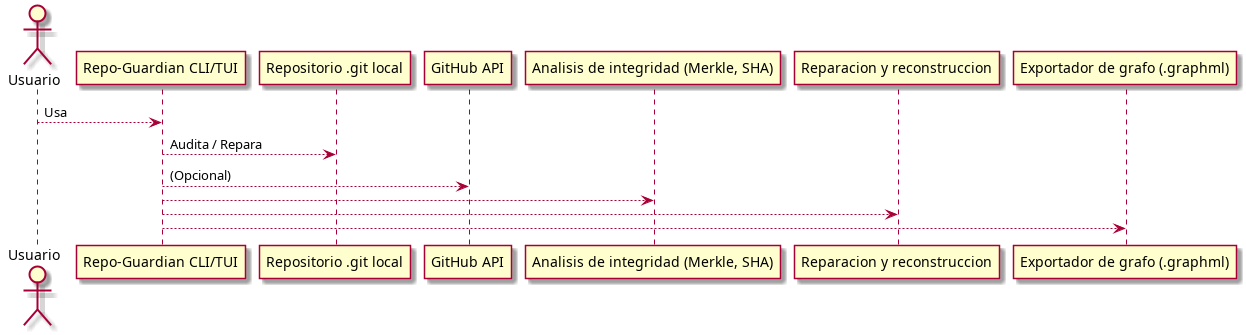 Usuario
Repo-Guardian CLI/TUI
Repositorio .git local
GitHub API
Analisis de integridad (Merkle, SHA)
Reparacion y reconstruccion
Exportador de grafo (.graphml)
Usa
Audita / Repara
(Opcional)
Usuario
Repo-Guardian CLI/TUI
Repositorio .git local
GitHub API
Analisis de integridad (Merkle, SHA)
Reparacion y reconstruccion
Exportador de grafo (.graphml)